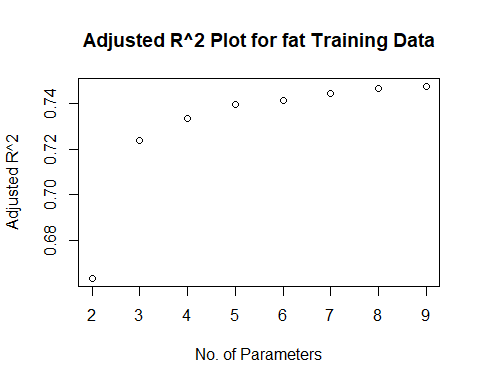 Adjusted R^2 Plot for fat Training Data
Adjusted R^2
0.74
0.72
0.70
0.68
2 3 4 5 6 7 8 9
No. of Parameters